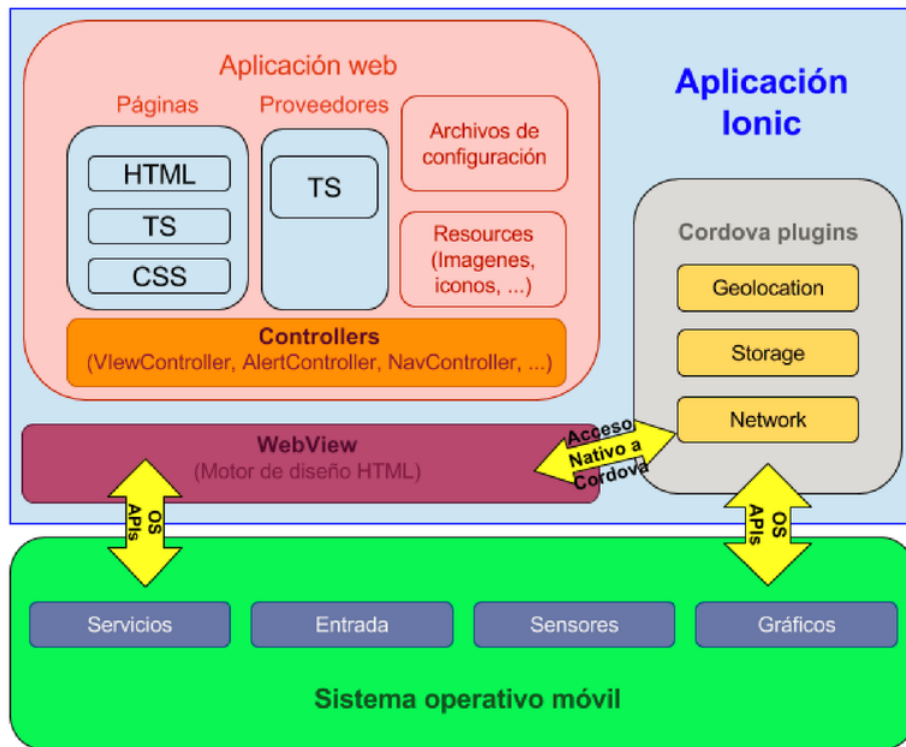 Aplicación web
Aplicación
Ionic
Páginas
Proveedores
HTML
TS
CSS
TS
Archivos de
configuración
Resources
(Imagenes,
iconos, ...)
Controllers
(VIewController, AlertController, NavController, ...)
Cordova plugins
Geolocation
Storage
Network
WebView
(Motor de diseño HTML)
Acceso
Nativo a
Cordova
OS
APIs
OS
APIs
Servicios
Entrada
Sensores
Gráficos
Sistema operativo móvil